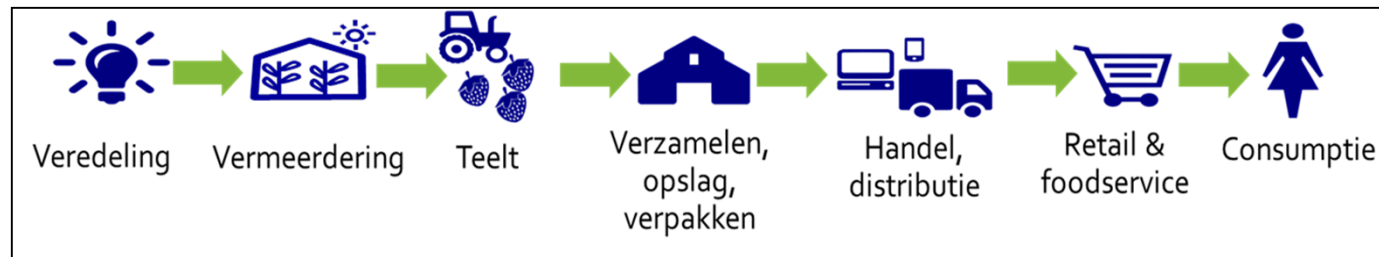 Veredeling
Vermeerdering
Teelt
Verzamelen,
opslag,
verpakken
Handel,
distributie
Retail &
foodservice
Consumptie